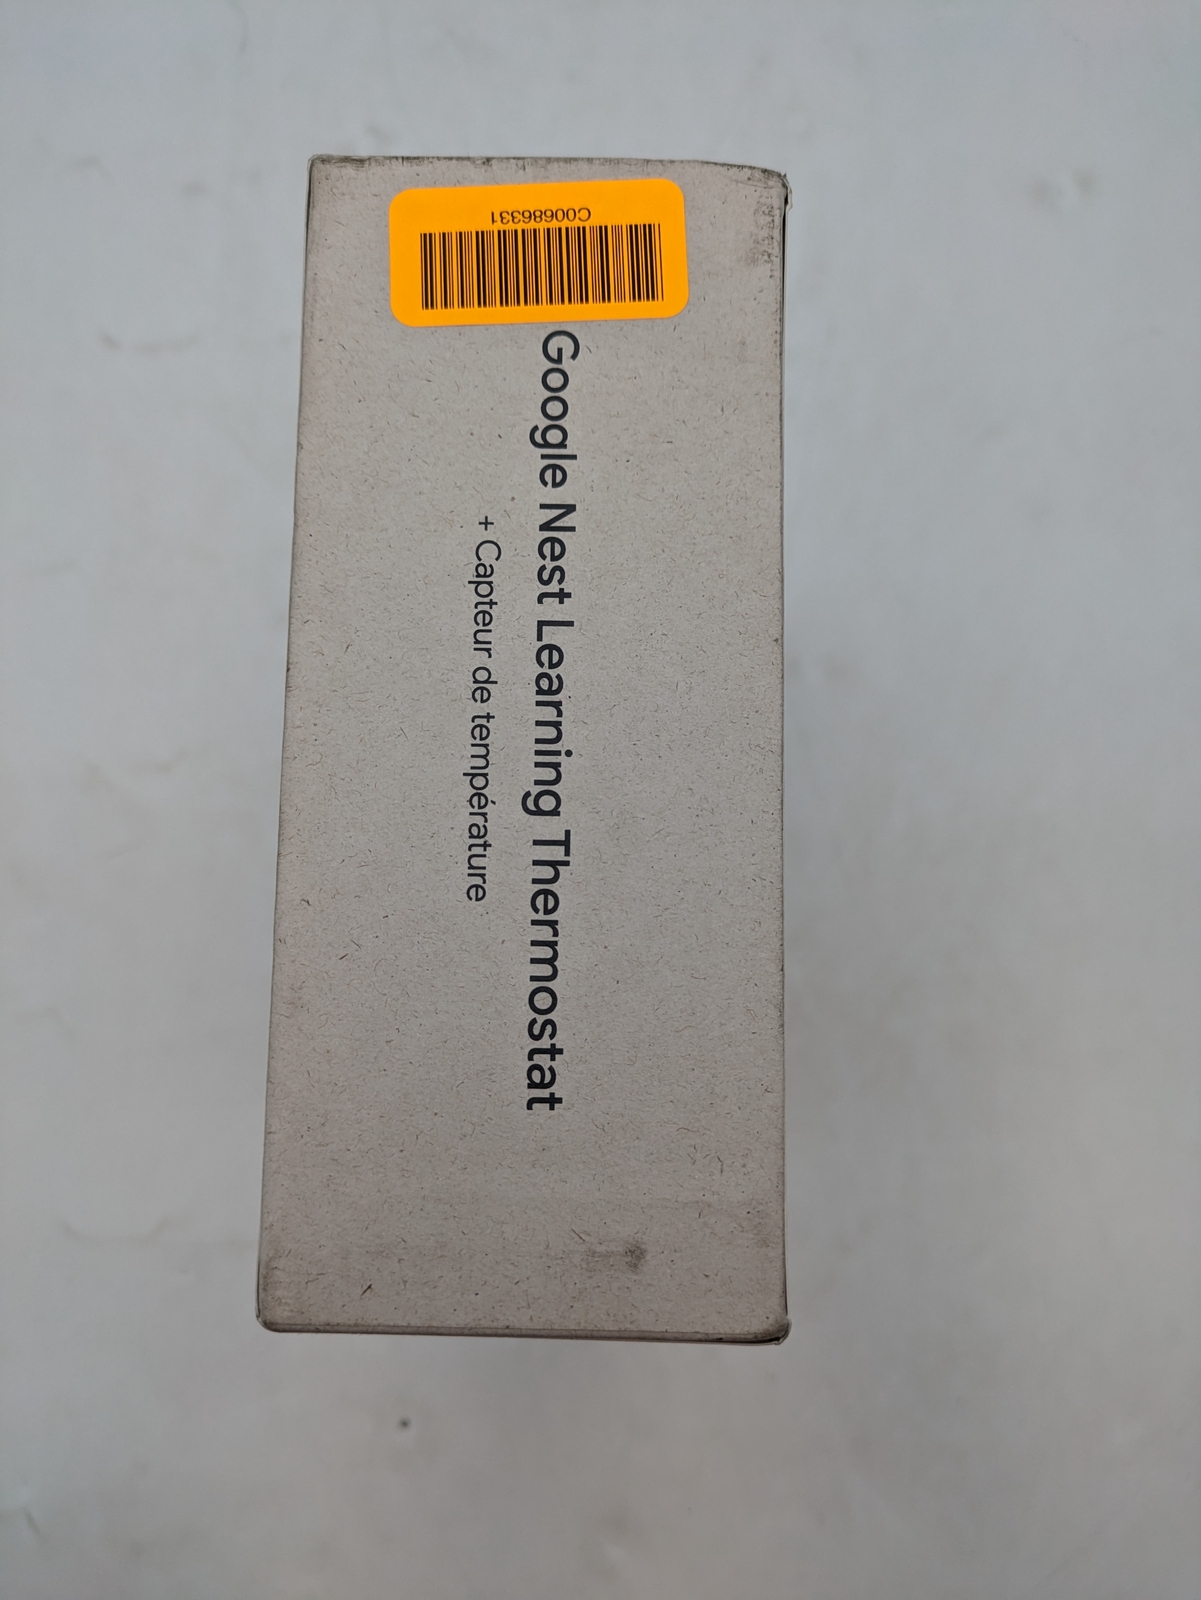 C00686331
Google Nest Learning Thermostat
+ Capteur de température